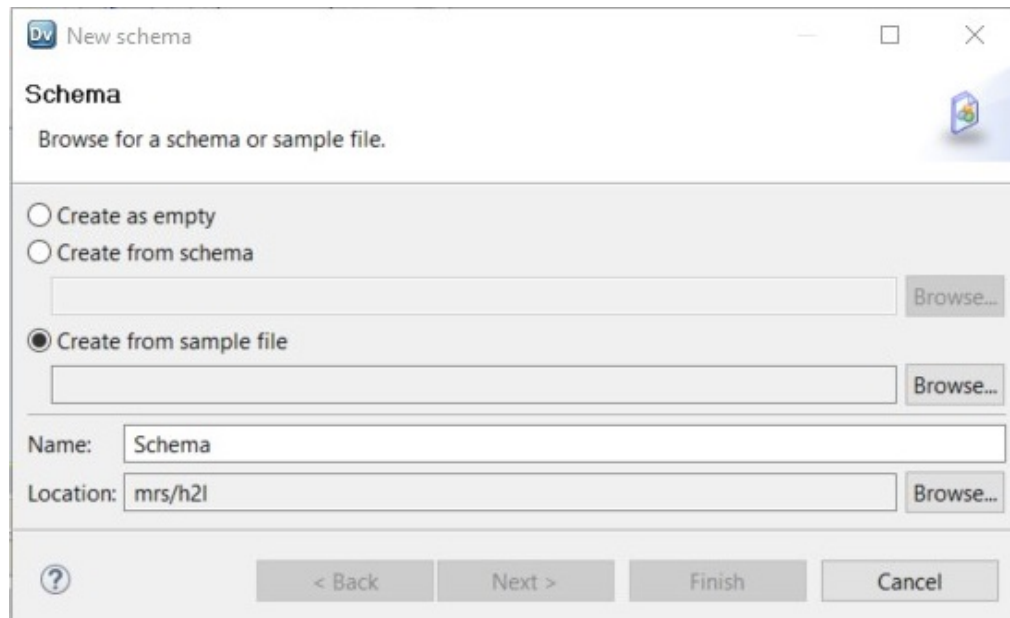 Dv New schema
Schema
Browse for a schema or sample file.
Create as empty
Create from schema
Browse...
Create from sample file
Browse...
Name: Schema
Location: mrs/h2l Browse...
? < Back Next > Finish Cancel